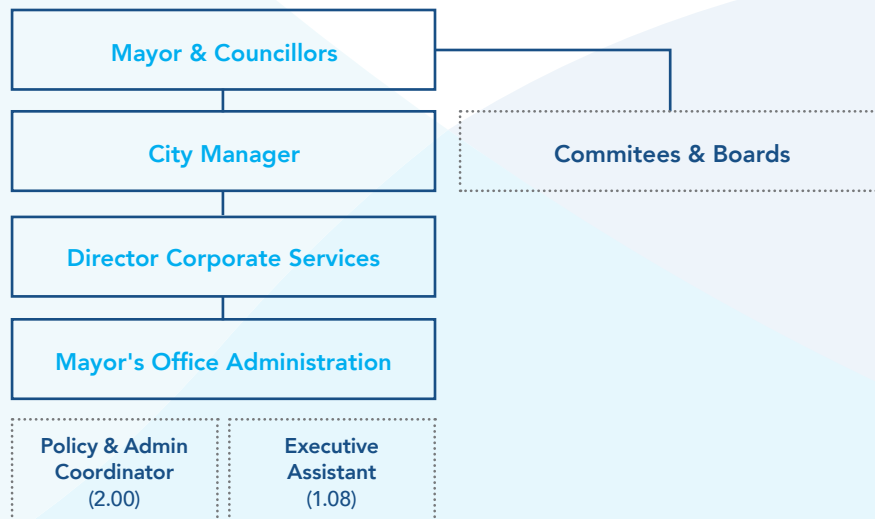 Mayor & Councillors
City Manager
Commitees & Boards
Director Corporate Services
Mayor's Office Administration
Policy & Admin
Coordinator
(2.00)
Executive
Assistant
(1.08)